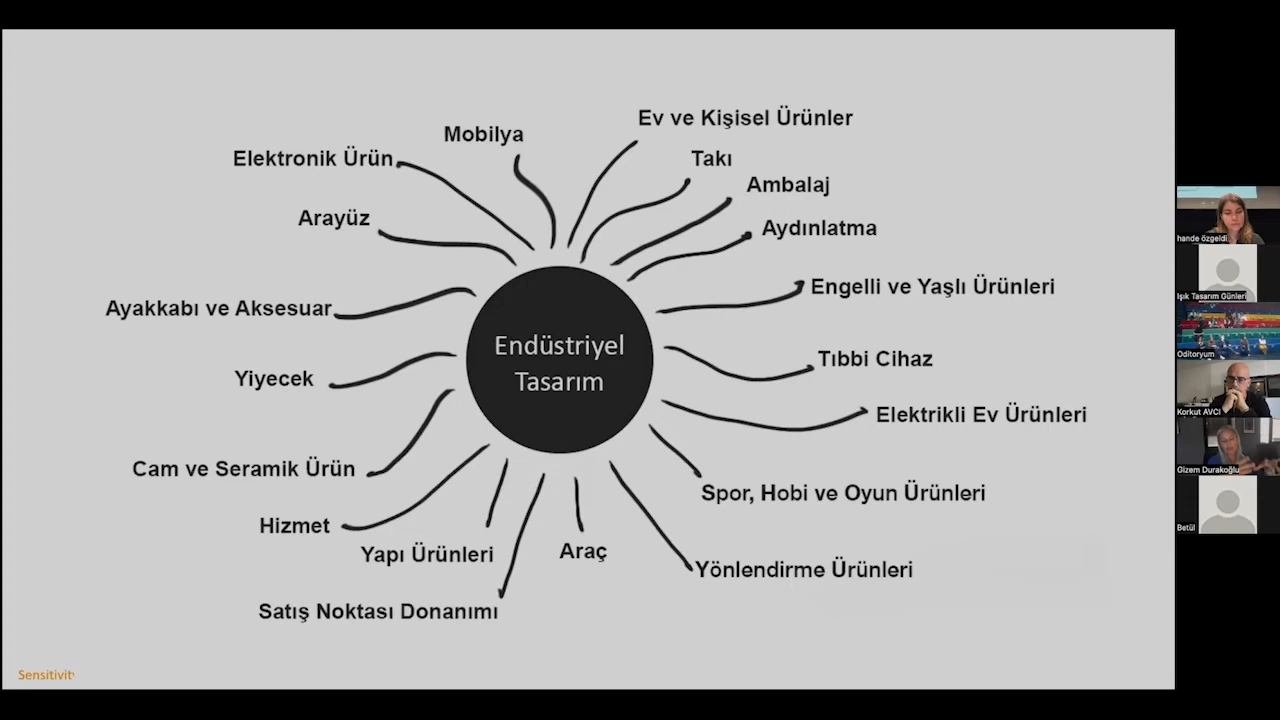 Ev ve Kişisel Ürünler
Mobilya
Takı
Elektronik Ürün
Ambalaj
Arayüz
Aydınlatma
Engelli ve Yaşlı Ürünleri
Ayakkabı ve Aksesuar
Endüstriyel
Tasarım
Tıbbi Cihaz
Yiyecek
Elektrikli Ev Ürünleri
Cam ve Seramik Ürün
Spor, Hobi ve Oyun Ürünleri
Hizmet
Yapı Ürünleri
Araç
Yönlendirme Ürünleri
Satış Noktası Donanımı
Sensitivity
hande özgeldi
Işık Tasarım Günleri
Oditoryum
Korkut AVCI
Gizem Durakoğlu
Betül